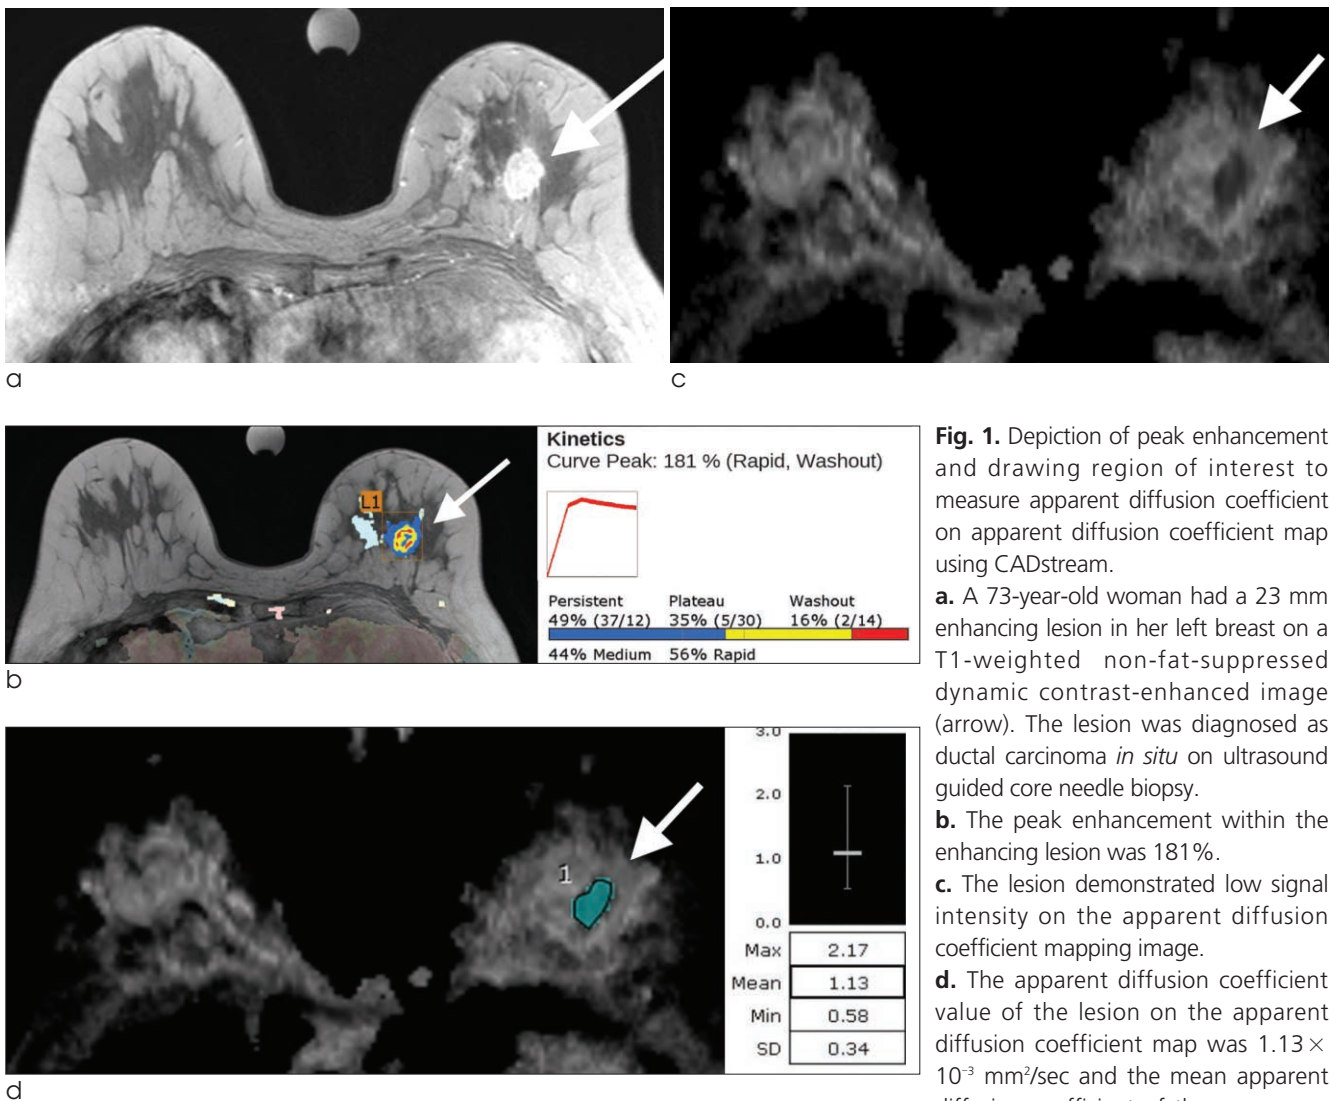 a
c
L1
Kinetics
Curve Peak: 181 % (Rapid, Washout)
Persistent Plateau Washout
49% (37/12) 35% (5/30) 16% (2/14)
44% Medium 56% Rapid
b
1
3.0
2.0
1.0
0.0
Max 2.17
Mean 1.13
Min 0.58
SD 0.34
d
Fig. 1. Depiction of peak enhancement
and drawing region of interest to
measure apparent diffusion coefficient
on apparent diffusion coefficient map
using CADstream.
a. A 73-year-old woman had a 23 mm
enhancing lesion in her left breast on a
T1-weighted non-fat-suppressed
dynamic contrast-enhanced image
(arrow). The lesion was diagnosed as
ductal carcinoma in situ on ultrasound
guided core needle biopsy.
b. The peak enhancement within the
enhancing lesion was 181%.
c. The lesion demonstrated low signal
intensity on the apparent diffusion
coefficient mapping image.
d. The apparent diffusion coefficient
value of the lesion on the apparent
diffusion coefficient map was 1.13×
10⁻³ mm²/sec and the mean apparent